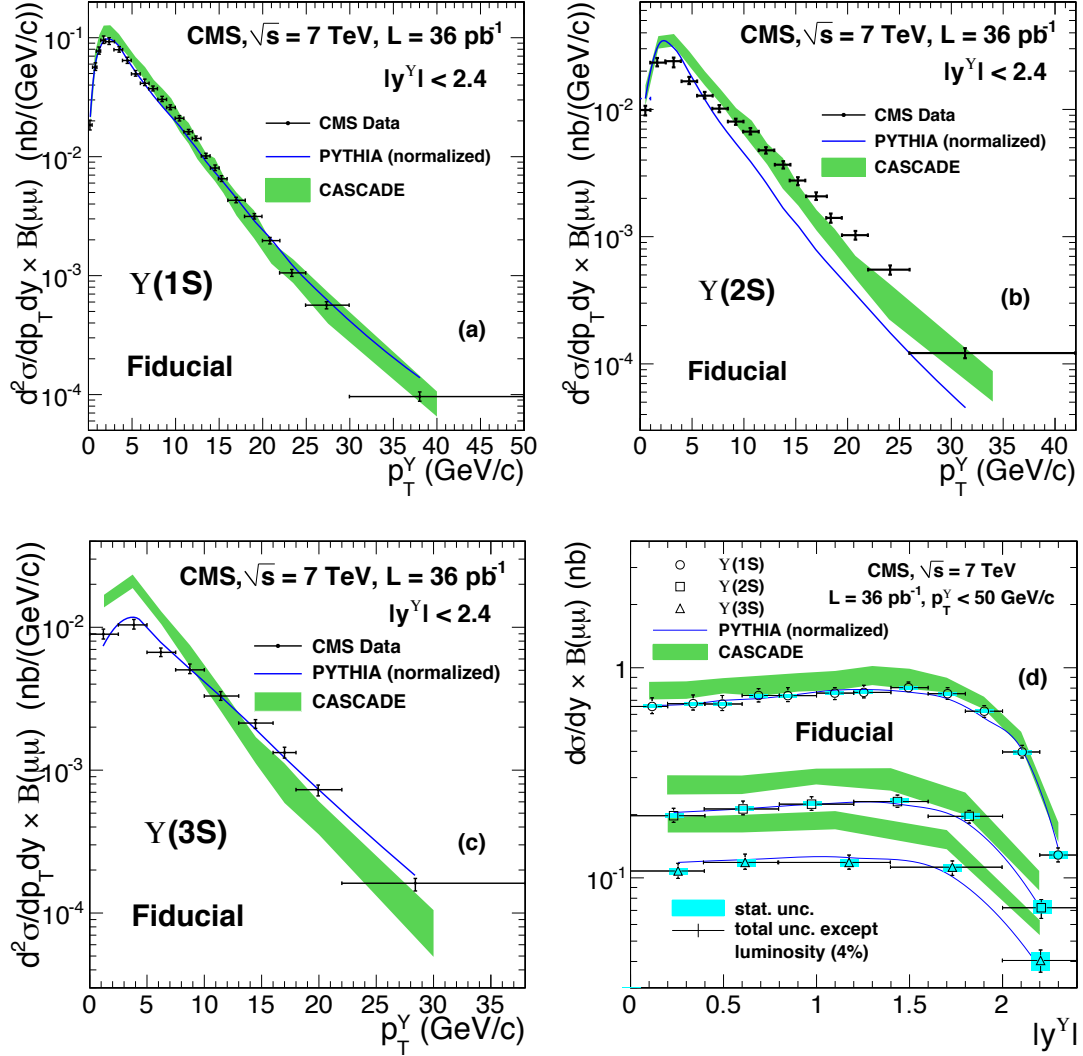 CMS, √s = 7 TeV, L = 36 pb⁻¹
|y^ϒ| < 2.4
CMS Data
PYTHIA (normalized)
CASCADE
ϒ(1S)
(a)
Fiducial
10⁻¹
10⁻²
10⁻³
10⁻⁴
0 5 10 15 20 25 30 35 40 45 50
p_T^ϒ (GeV/c)
d²σ/dp_T dy × B(μμ) (nb/(GeV/c))
CMS, √s = 7 TeV, L = 36 pb⁻¹
|y^ϒ| < 2.4
CMS Data
PYTHIA (normalized)
CASCADE
ϒ(2S)
(b)
Fiducial
10⁻¹
10⁻²
10⁻³
10⁻⁴
0 5 10 15 20 25 30 35 40
p_T^ϒ (GeV/c)
d²σ/dp_T dy × B(μμ) (nb/(GeV/c))
CMS, √s = 7 TeV, L = 36 pb⁻¹
|y^ϒ| < 2.4
CMS Data
PYTHIA (normalized)
CASCADE
ϒ(3S)
(c)
Fiducial
10⁻²
10⁻³
10⁻⁴
0 5 10 15 20 25 30 35
p_T^ϒ (GeV/c)
d²σ/dp_T dy × B(μμ) (nb/(GeV/c))
ϒ(1S)
ϒ(2S)
ϒ(3S)
PYTHIA (normalized)
CASCADE
CMS, √s = 7 TeV
L = 36 pb⁻¹, p_T^ϒ < 50 GeV/c
(d)
Fiducial
stat. unc.
total unc. except
luminosity (4%)
1
10⁻¹
0 0.5 1 1.5 2
|y^ϒ|
dσ/dy × B(μμ) (nb)